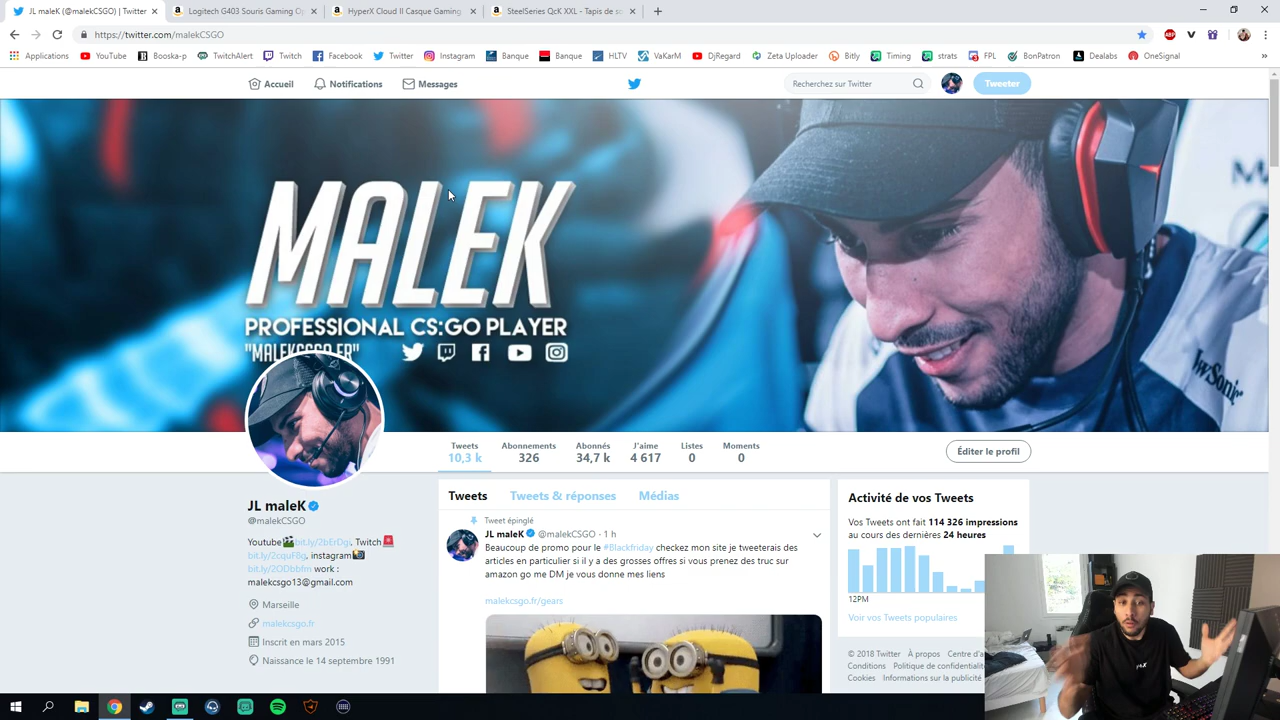 JL maleK (@malekCSGO) | Twitter
Logitech G403 Souris Gaming Op
HyperX Cloud II Casque Gaming
SteelSeries QcK XXL - Tapis de so
https://twitter.com/malekCSGO
Applications YouTube Booska-p TwitchAlert Twitch Facebook Twitter Instagram Banque Banque HLTV VaKarM DjRegard Zeta Uploader Bitly Timing strats FPL BonPatron Dealabs OneSignal
Accueil Notifications Messages
Recherchez sur Twitter
Tweeter
MALEK
PROFESSIONAL CS:GO PLAYER
"MALEKCSGO.FR"
ewSonic
Tweets Abonnements Abonnés J'aime Listes Moments
10,3 k 326 34,7 k 4 617 0 0
Éditer le profil
JL maleK
@malekCSGO
Youtube bit.ly/2bErDgi, Twitch
bit.ly/2cquF8g, instagram
bit.ly/2ODbbfm work :
malekcsgo13@gmail.com
Marseille
malekcsgo.fr
Inscrit en mars 2015
Naissance le 14 septembre 1991
Tweets Tweets & réponses Médias
Tweet épinglé
JL maleK @malekCSGO · 1 h
Beaucoup de promo pour le #Blackfriday checkez mon site je tweeterais des
articles en particulier si il y a des grosses offres si vous prenez des truc sur
amazon go me DM je vous donne mes liens
malekcsgo.fr/gears
Activité de vos Tweets
Vos Tweets ont fait 114 326 impressions
au cours des dernières 24 heures
12PM
Voir vos Tweets populaires
© 2018 Twitter À propos Centre d'a
Conditions Politique de confidentialit
Cookies Informations sur la publicité